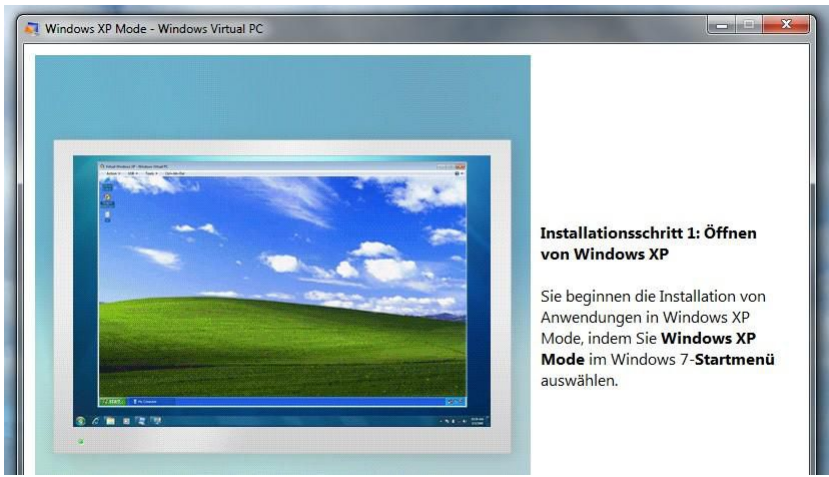 Windows XP Mode - Windows Virtual PC
Installationsschritt 1: Öffnen
von Windows XP
Sie beginnen die Installation von
Anwendungen in Windows XP
Mode, indem Sie Windows XP
Mode im Windows 7-Startmenü
auswählen.